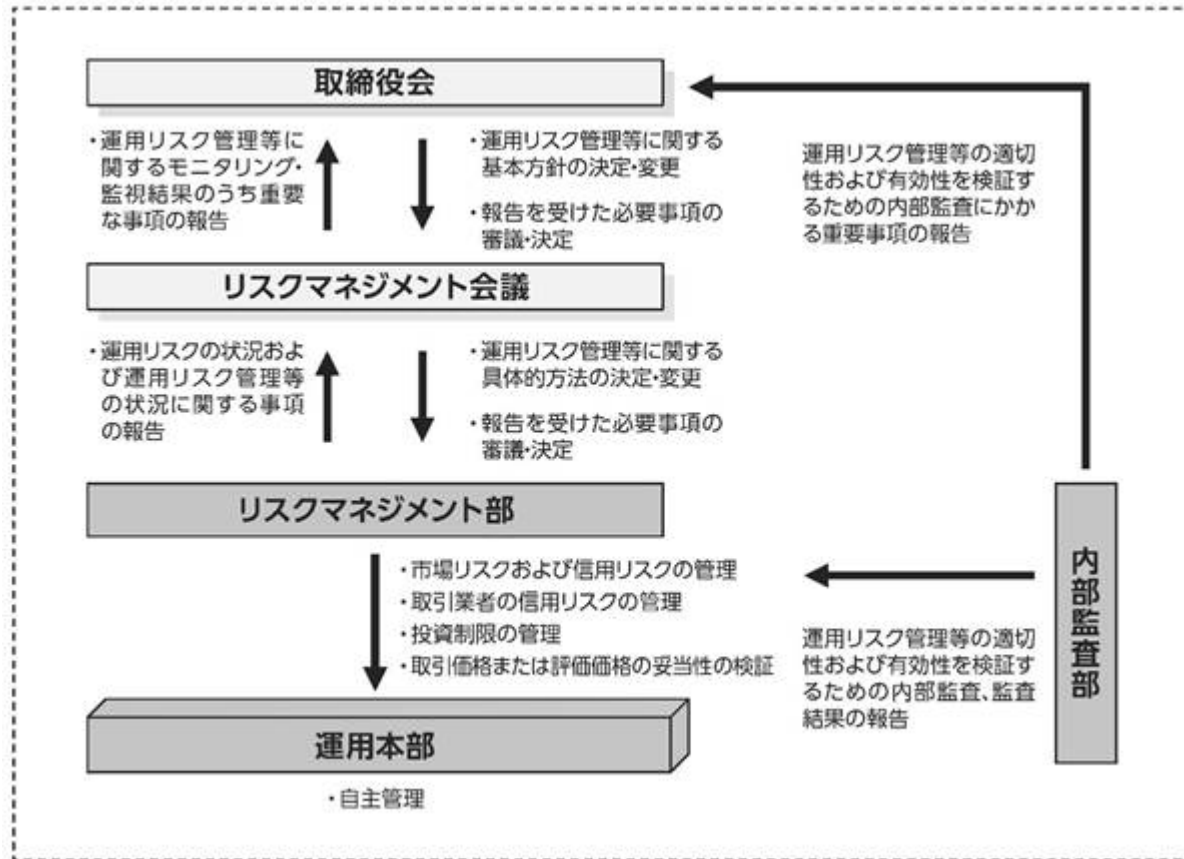 取締役会
・運用リスク管理等に
関するモニタリング・
監視結果のうち重要
な事項の報告
・運用リスク管理等に関する
基本方針の決定・変更
・報告を受けた必要事項の
審議・決定
運用リスク管理等の適切
性および有効性を検証す
るための内部監査にかか
る重要事項の報告
リスクマネジメント会議
・運用リスクの状況およ
び運用リスク管理等
の状況に関する事項
の報告
・運用リスク管理等に関する
具体的方法の決定・変更
・報告を受けた必要事項の
審議・決定
リスクマネジメント部
・市場リスクおよび信用リスクの管理
・取引業者の信用リスクの管理
・投資制限の管理
・取引価格または評価価格の妥当性の検証
運用リスク管理等の適切
性および有効性を検証す
るための内部監査、監査
結果の報告
内部監査部
運用本部
・自主管理